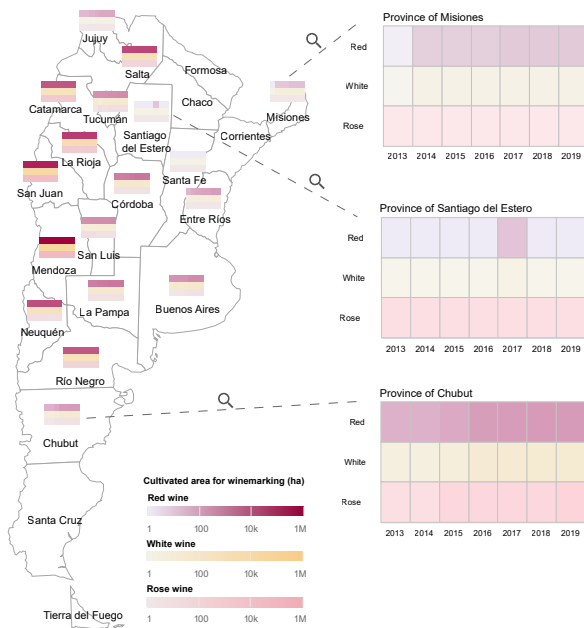 Jujuy
Salta
Formosa
Catamarca
Tucumán
Chaco
Misiones
Santiago
del Estero
Corrientes
La Rioja
Santa Fe
San Juan
Córdoba
Entre Ríos
San Luis
Mendoza
La Pampa
Buenos Aires
Neuquén
Río Negro
Chubut
Santa Cruz
Tierra del Fuego
Province of Misiones
Red
White
Rose
2013 2014 2015 2016 2017 2018 2019
Province of Santiago del Estero
Red
White
Rose
2013 2014 2015 2016 2017 2018 2019
Province of Chubut
Red
White
Rose
2013 2014 2015 2016 2017 2018 2019
Cultivated area for winemarking (ha)
Red wine
1 100 10k 1M
White wine
1 100 10k 1M
Rose wine
1 100 10k 1M